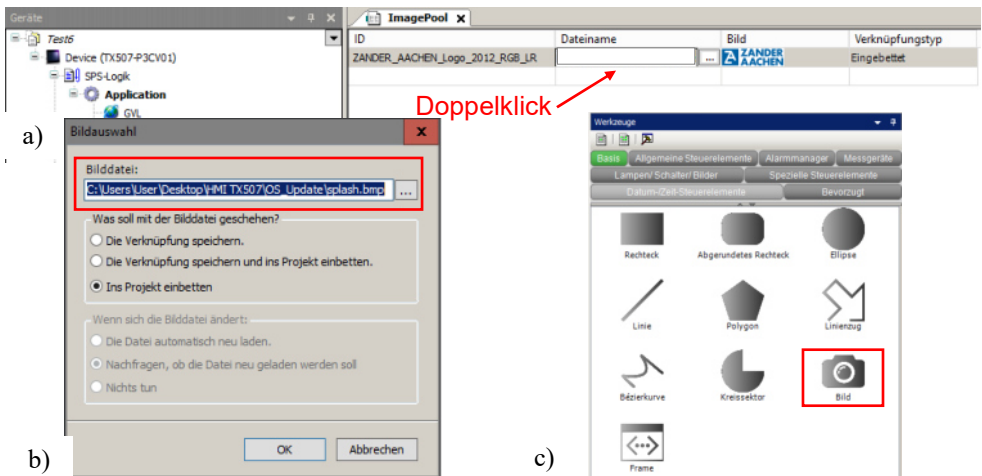 Geräte
ImagePool
Test6
Device (TX507-P3CV01)
SPS-Logik
Application
GVL
ID Dateiname Bild Verknüpfungstyp
ZANDER_AACHEN_Logo_2012_RGB_LR ... ZANDER AACHEN Eingebettet
Doppelklick
a)
Bildauswahl
Bilddatei:
C:\Users\User\Desktop\HMI TX507\OS_Update\splash.bmp ...
Was soll mit der Bilddatei geschehen?
Die Verknüpfung speichern.
Die Verknüpfung speichern und ins Projekt einbetten.
Ins Projekt einbetten
Wenn sich die Bilddatei ändert:
Die Datei automatisch neu laden.
Nachfragen, ob die Datei neu geladen werden soll
Nichts tun
OK Abbrechen
b)
Werkzeuge
Basis Allgemeine Steuerelemente Alarmmanager Messgeräte
Lampen/Schalter/Bilder Spezielle Steuerelemente
Datum-/Zeit-Steuerelemente Bevorzugt
Rechteck Abgerundetes Rechteck Ellipse
Linie Polygon Linienzug
Bézierkurve Kreissektor Bild
Frame
c)